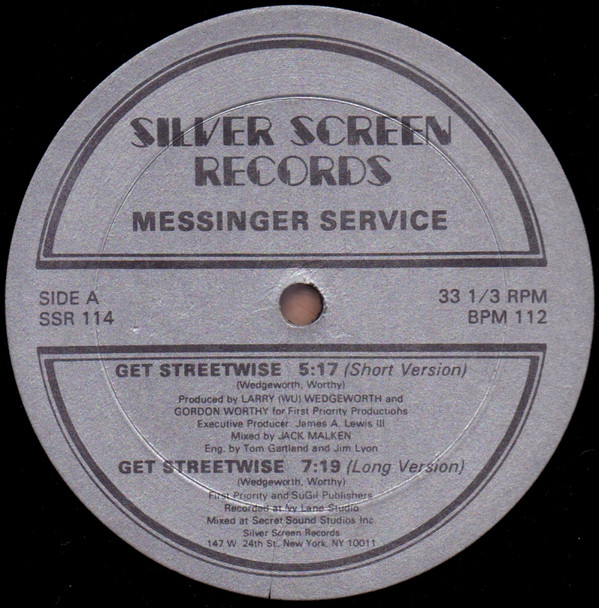 SILVER SCREEN
RECORDS
MESSINGER SERVICE
SIDE A
SSR 114
33 1/3 RPM
BPM 112
GET STREETWISE 5:17 (Short Version)
(Wedgeworth, Worthy)
Produced by LARRY (WU) WEDGEWORTH and
GORDON WORTHY for First Priority Productions
Executive Producer: James A. Lewis III
Mixed by JACK MALKEN
Eng. by Tom Gartland and Jim Lyon
GET STREETWISE 7:19 (Long Version)
(Wedgeworth, Worthy)
First Priority and SuGil Publishers
Recorded at Ivy Lane Studio
Mixed at Secret Sound Studios Inc.
Silver Screen Records
147 W. 24th St., New York, NY 10011